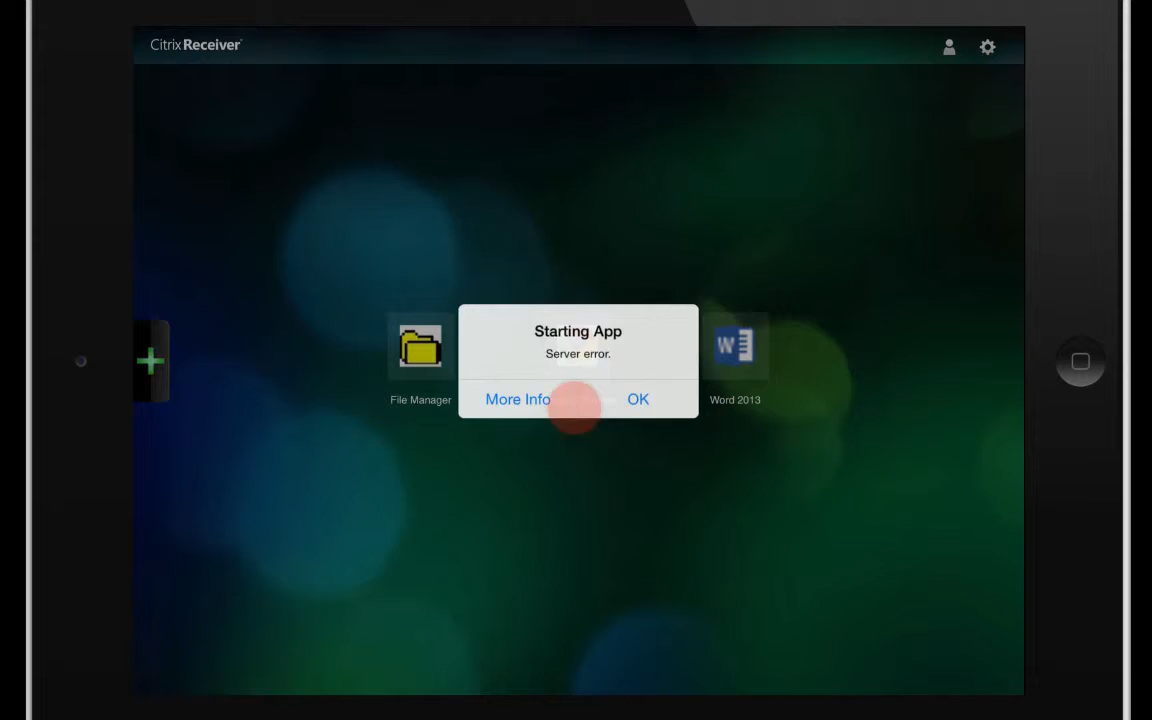 Citrix Receiver
Starting App
Server error.
More Info
OK
File Manager
Word 2013